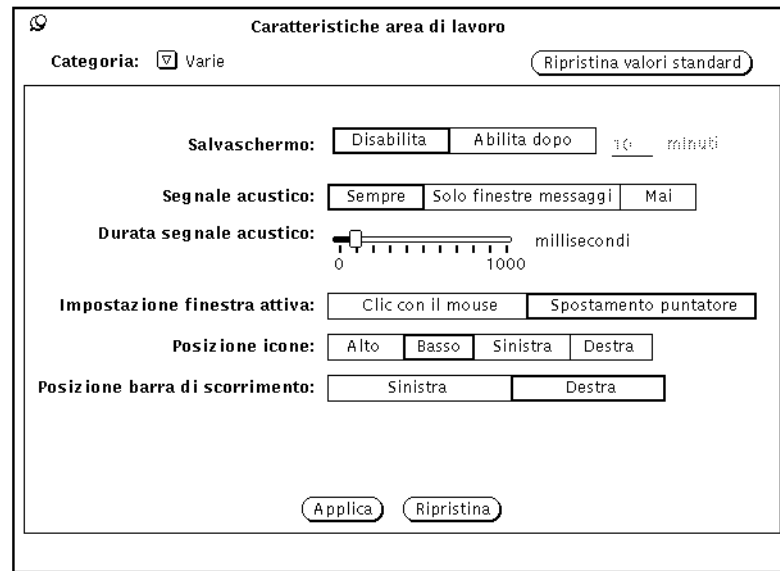 Caratteristiche area di lavoro
Categoria: Varie Ripristina valori standard
Salvaschermo: Disabilita Abilita dopo 10 minuti
Segnale acustico: Sempre Solo finestre messaggi Mai
Durata segnale acustico: millisecondi
0 1000
Impostazione finestra attiva: Clic con il mouse Spostamento puntatore
Posizione icone: Alto Basso Sinistra Destra
Posizione barra di scorrimento: Sinistra Destra
Applica Ripristina